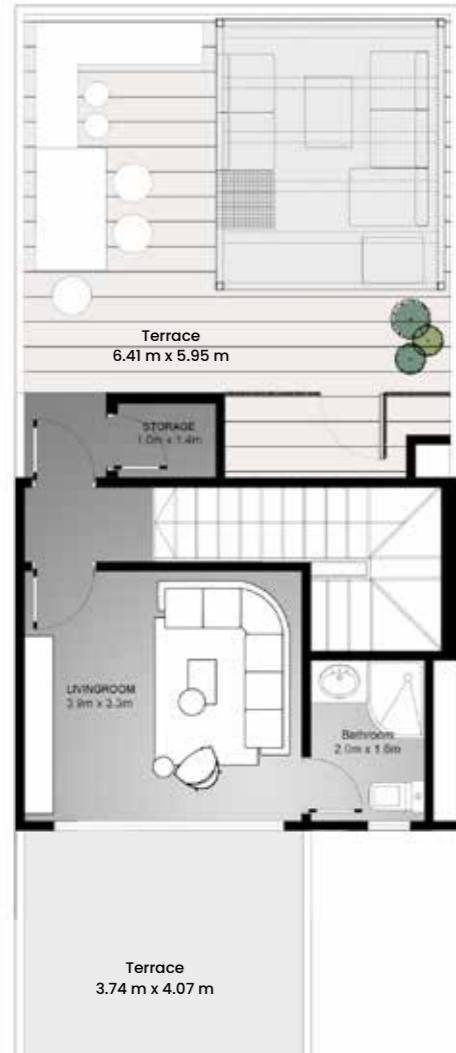 Terrace
6.41 m x 5.95 m
STORAGE
1.0m x 1.4m
LIVINGROOM
3.9m x 3.3m
Bathroom
2.0m x 1.6m
Terrace
3.74 m x 4.07 m